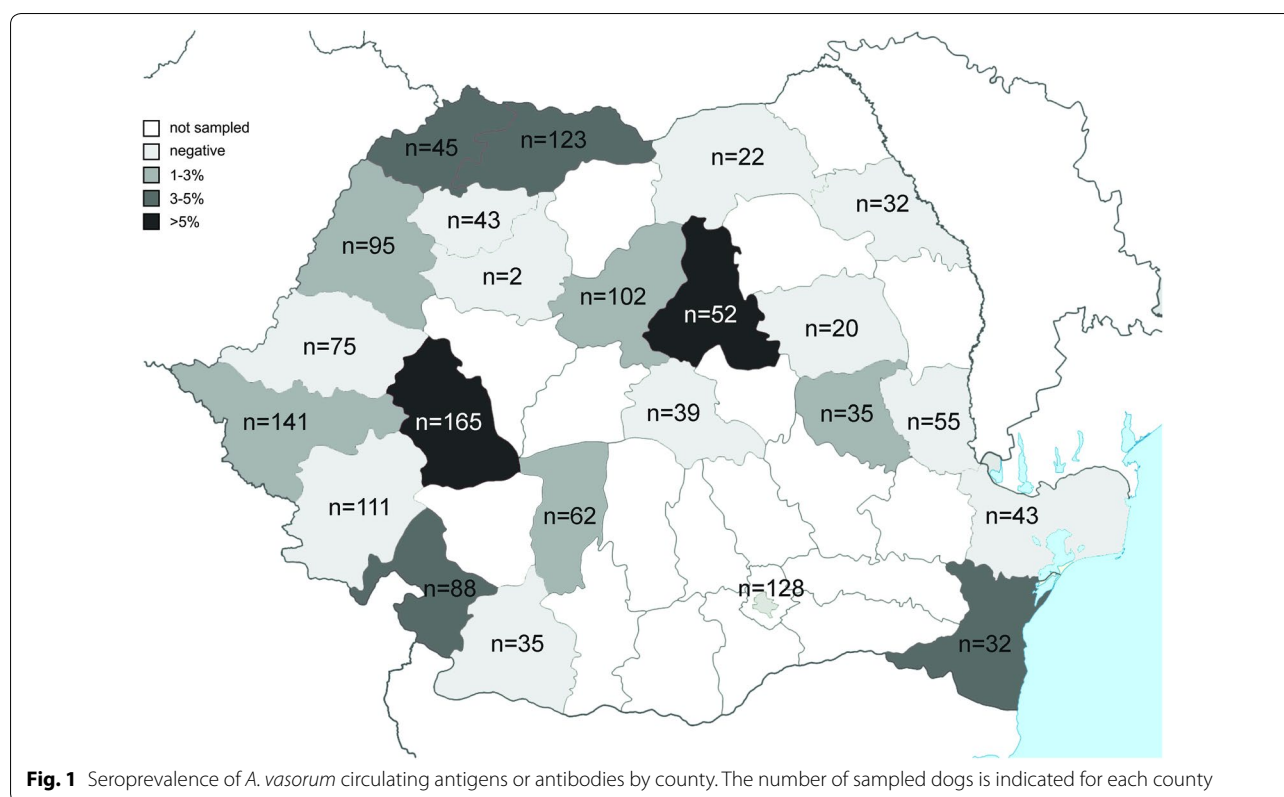 not sampled
negative
1-3%
3-5%
>5%
n=45
n=123
n=22
n=32
n=43
n=95
n=2
n=102
n=52
n=20
n=75
n=141
n=165
n=39
n=35
n=55
n=111
n=62
n=43
n=88
n=128
n=35
n=32
Fig. 1 Seroprevalence of A. vasorum circulating antigens or antibodies by county. The number of sampled dogs is indicated for each county